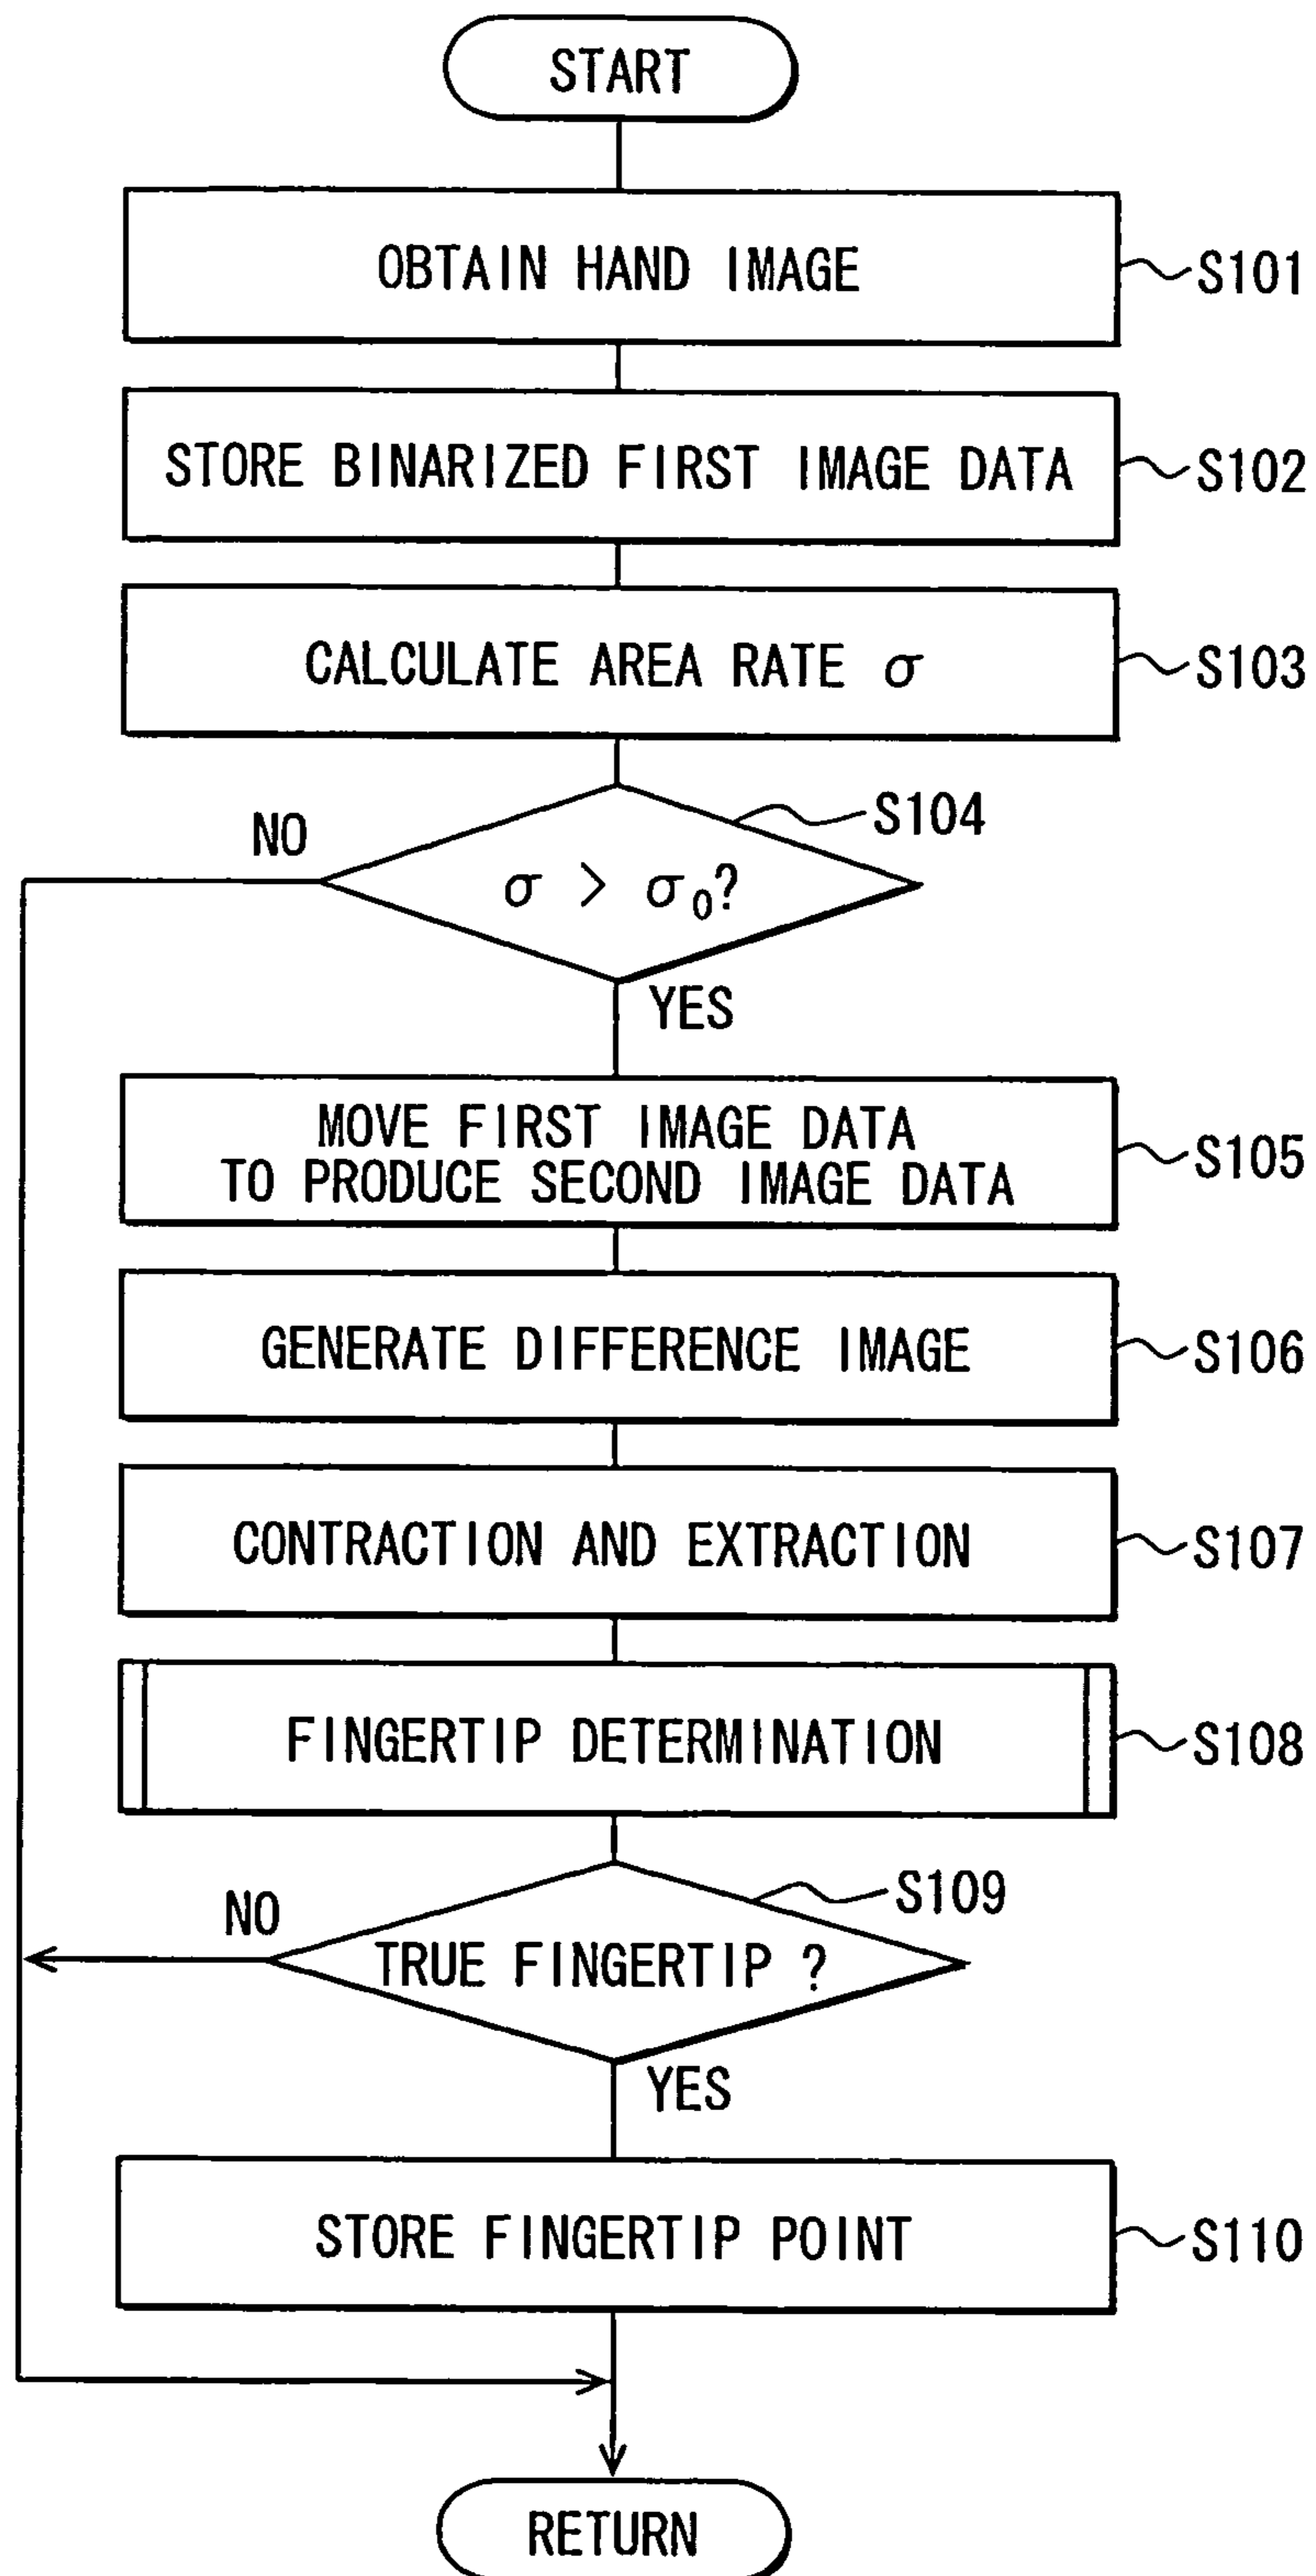 START
OBTAIN HAND IMAGE
S101
STORE BINARIZED FIRST IMAGE DATA
S102
CALCULATE AREA RATE σ
S103
S104
NO
σ > σ₀?
YES
MOVE FIRST IMAGE DATA
TO PRODUCE SECOND IMAGE DATA
S105
GENERATE DIFFERENCE IMAGE
S106
CONTRACTION AND EXTRACTION
S107
FINGERTIP DETERMINATION
S108
S109
NO
TRUE FINGERTIP ?
YES
STORE FINGERTIP POINT
S110
RETURN